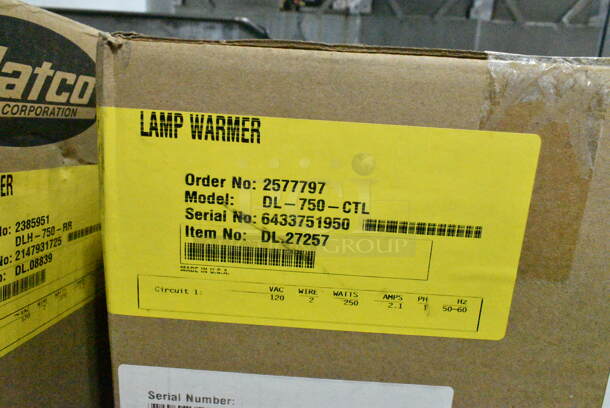 atco
CORPORATION
ER
2385951
DLH-750-RR
2147931725
DL.08839
LAMP WARMER
Order No: 2577797
Model: DL-750-CTL
Serial No: 6433751950
Item No: DL.27257
GROUP
MADE IN U.S.A.
VAC WIRE WATTS AMPS PH HZ
Circuit 1: 120 2 250 2.1 1 50-60
Serial Number: